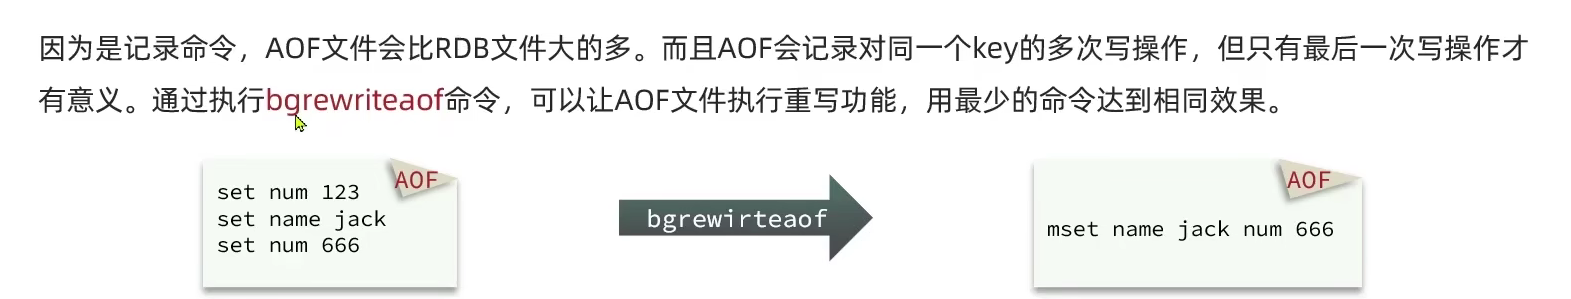 因为是记录命令，AOF文件会比RDB文件大的多。而且AOF会记录对同一个key的多次写操作，但只有最后一次写操作才
有意义。通过执行bgrewriteaof命令，可以让AOF文件执行重写功能，用最少的命令达到相同效果。
AOF
set num 123
set name jack
set num 666
bgrewirteaof
AOF
mset name jack num 666